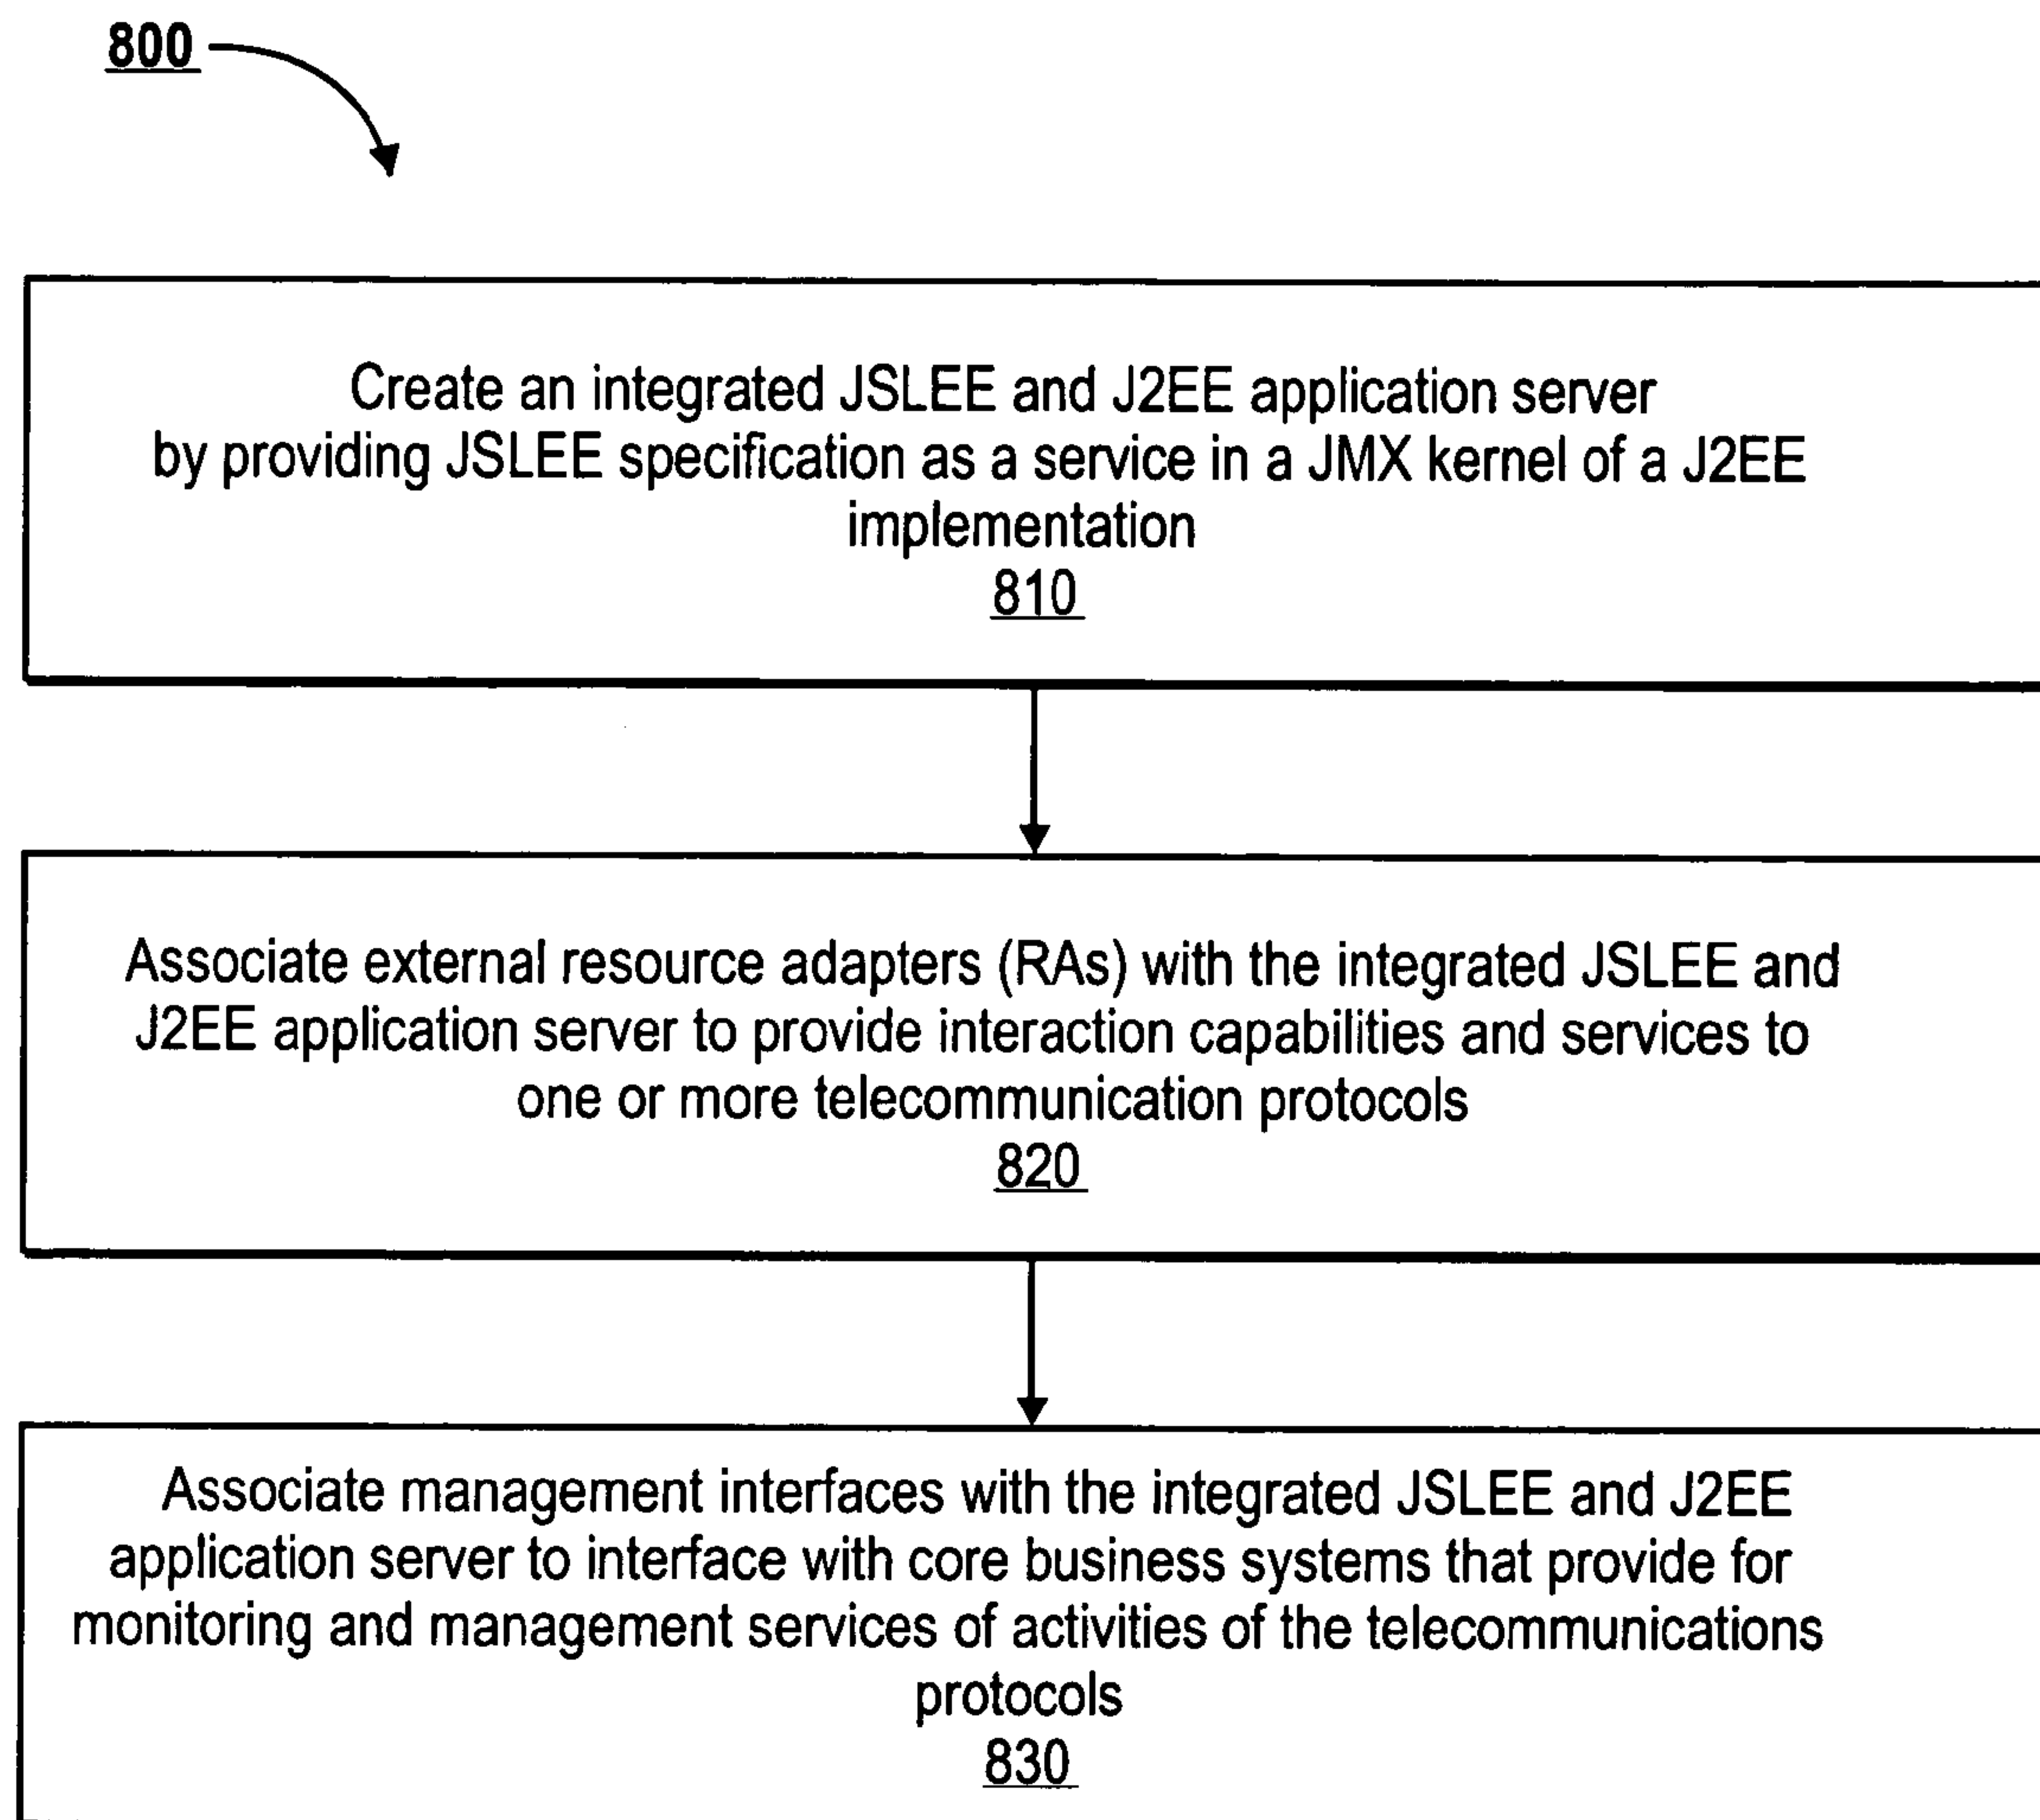 800
Create an integrated JSLEE and J2EE application server
by providing JSLEE specification as a service in a JMX kernel of a J2EE
implementation
810
Associate external resource adapters (RAs) with the integrated JSLEE and
J2EE application server to provide interaction capabilities and services to
one or more telecommunication protocols
820
Associate management interfaces with the integrated JSLEE and J2EE
application server to interface with core business systems that provide for
monitoring and management services of activities of the telecommunications
protocols
830